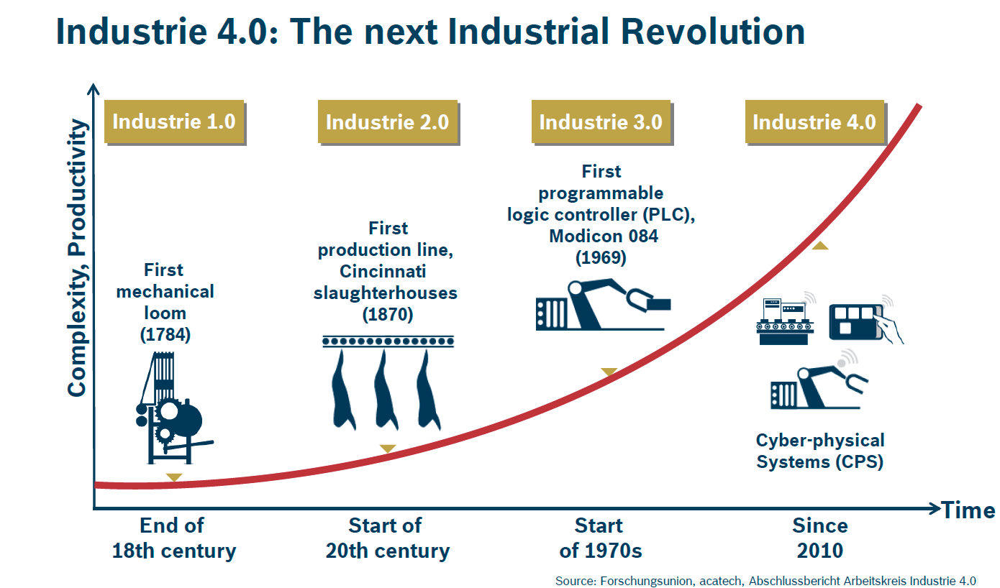 Industrie 4.0: The next Industrial Revolution
Complexity, Productivity
Industrie 1.0
First
mechanical
loom
(1784)
End of
18th century
Industrie 2.0
First
production line,
Cincinnati
slaughterhouses
(1870)
Start of
20th century
Industrie 3.0
First
programmable
logic controller (PLC),
Modicon 084
(1969)
Start
of 1970s
Industrie 4.0
Cyber-physical
Systems (CPS)
Since
2010
Time
Source: Forschungsunion, acatech, Abschlussbericht Arbeitskreis Industrie 4.0